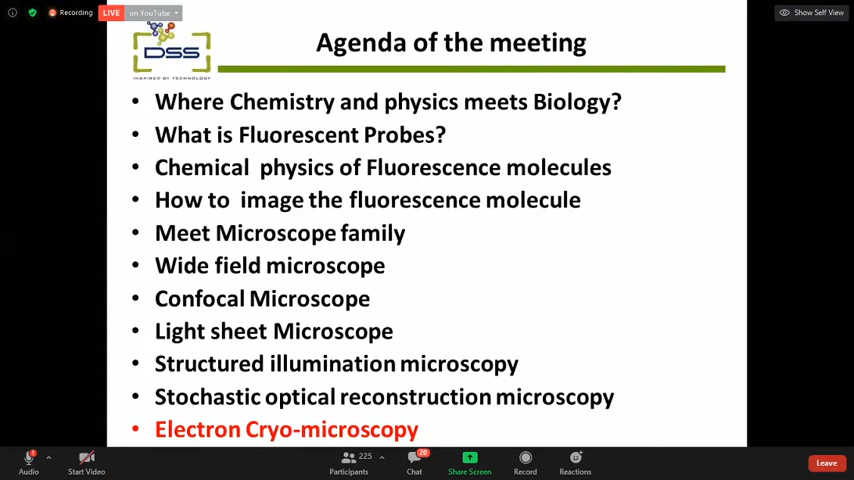 Recording
LIVE
on YouTube
Show Self View
DSS
INSPIRED BY TECHNOLOGY
Agenda of the meeting
• Where Chemistry and physics meets Biology?
• What is Fluorescent Probes?
• Chemical physics of Fluorescence molecules
• How to image the fluorescence molecule
• Meet Microscope family
• Wide field microscope
• Confocal Microscope
• Light sheet Microscope
• Structured illumination microscopy
• Stochastic optical reconstruction microscopy
• Electron Cryo-microscopy
Audio
Start Video
225
Participants
20
Chat
Share Screen
Record
Reactions
Leave